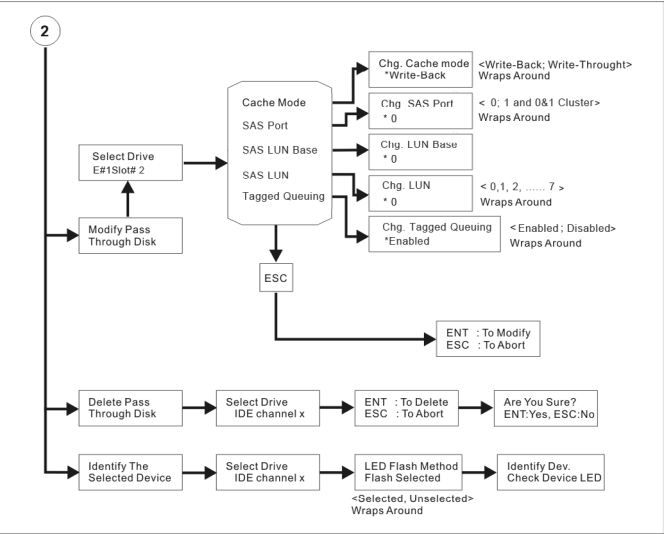 2
Chg. Cache mode
*Write-Back
<Write-Back; Write-Throught>
Wraps Around
Cache Mode
SAS Port
SAS LUN Base
SAS LUN
Tagged Queuing
Chg. SAS Port
* 0
< 0; 1 and 0&1 Cluster>
Wraps Around
Chg. LUN Base
* 0
Chg. LUN
* 0
< 0,1, 2, ...... 7 >
Wraps Around
Chg. Tagged Queuing
*Enabled
<Enabled; Disabled>
Wraps Around
Select Drive
E#1Slot# 2
Modify Pass
Through Disk
ESC
ENT : To Modify
ESC : To Abort
Delete Pass
Through Disk
Select Drive
IDE channel x
ENT : To Delete
ESC : To Abort
Are You Sure?
ENT:Yes, ESC:No
Identify The
Selected Device
Select Drive
IDE channel x
LED Flash Method
Flash Selected
<Selected, Unselected>
Wraps Around
Identify Dev.
Check Device LED